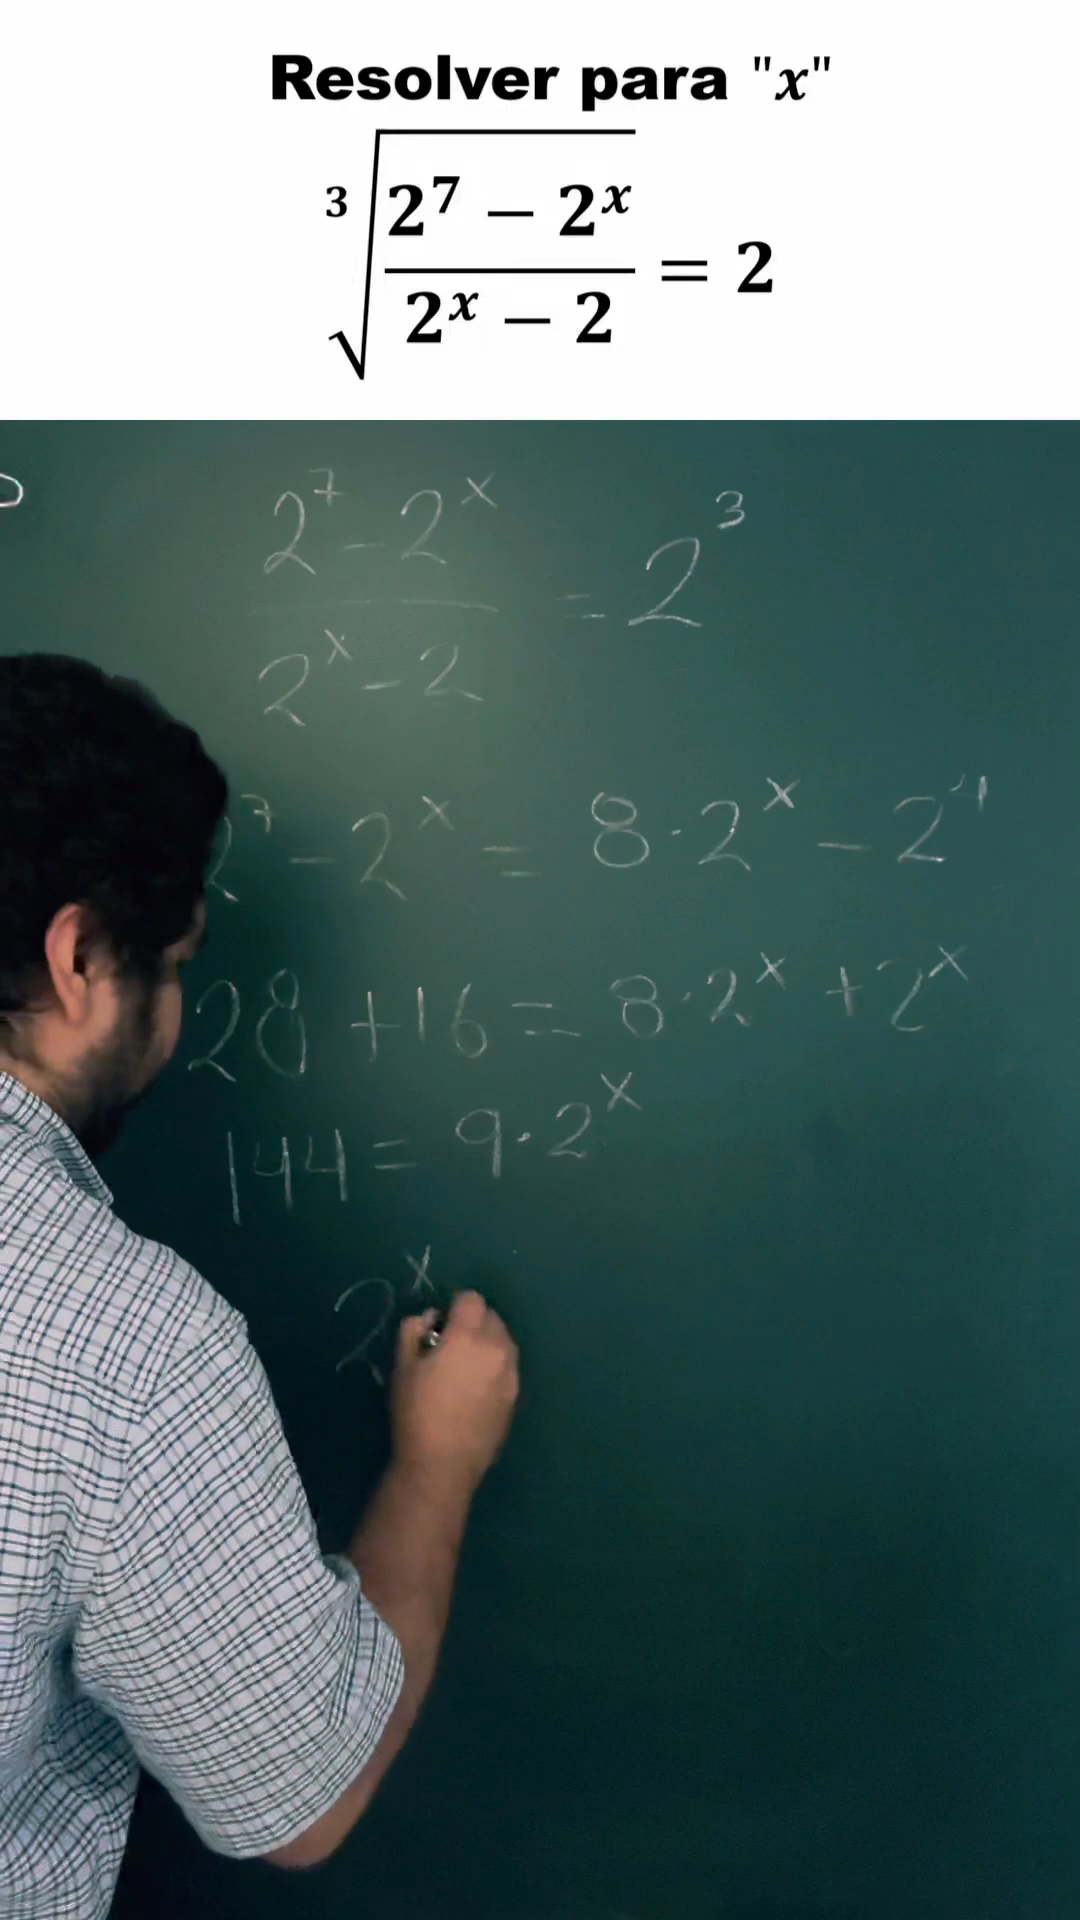 Resolver para "x"
∛((2⁷ − 2ˣ)/(2ˣ − 2)) = 2
(2⁷ − 2ˣ)/(2ˣ − 2) = 2³
2⁷ − 2ˣ = 8·2ˣ − 2⁴
28 + 16 = 8·2ˣ + 2ˣ
144 = 9·2ˣ
2ˣ